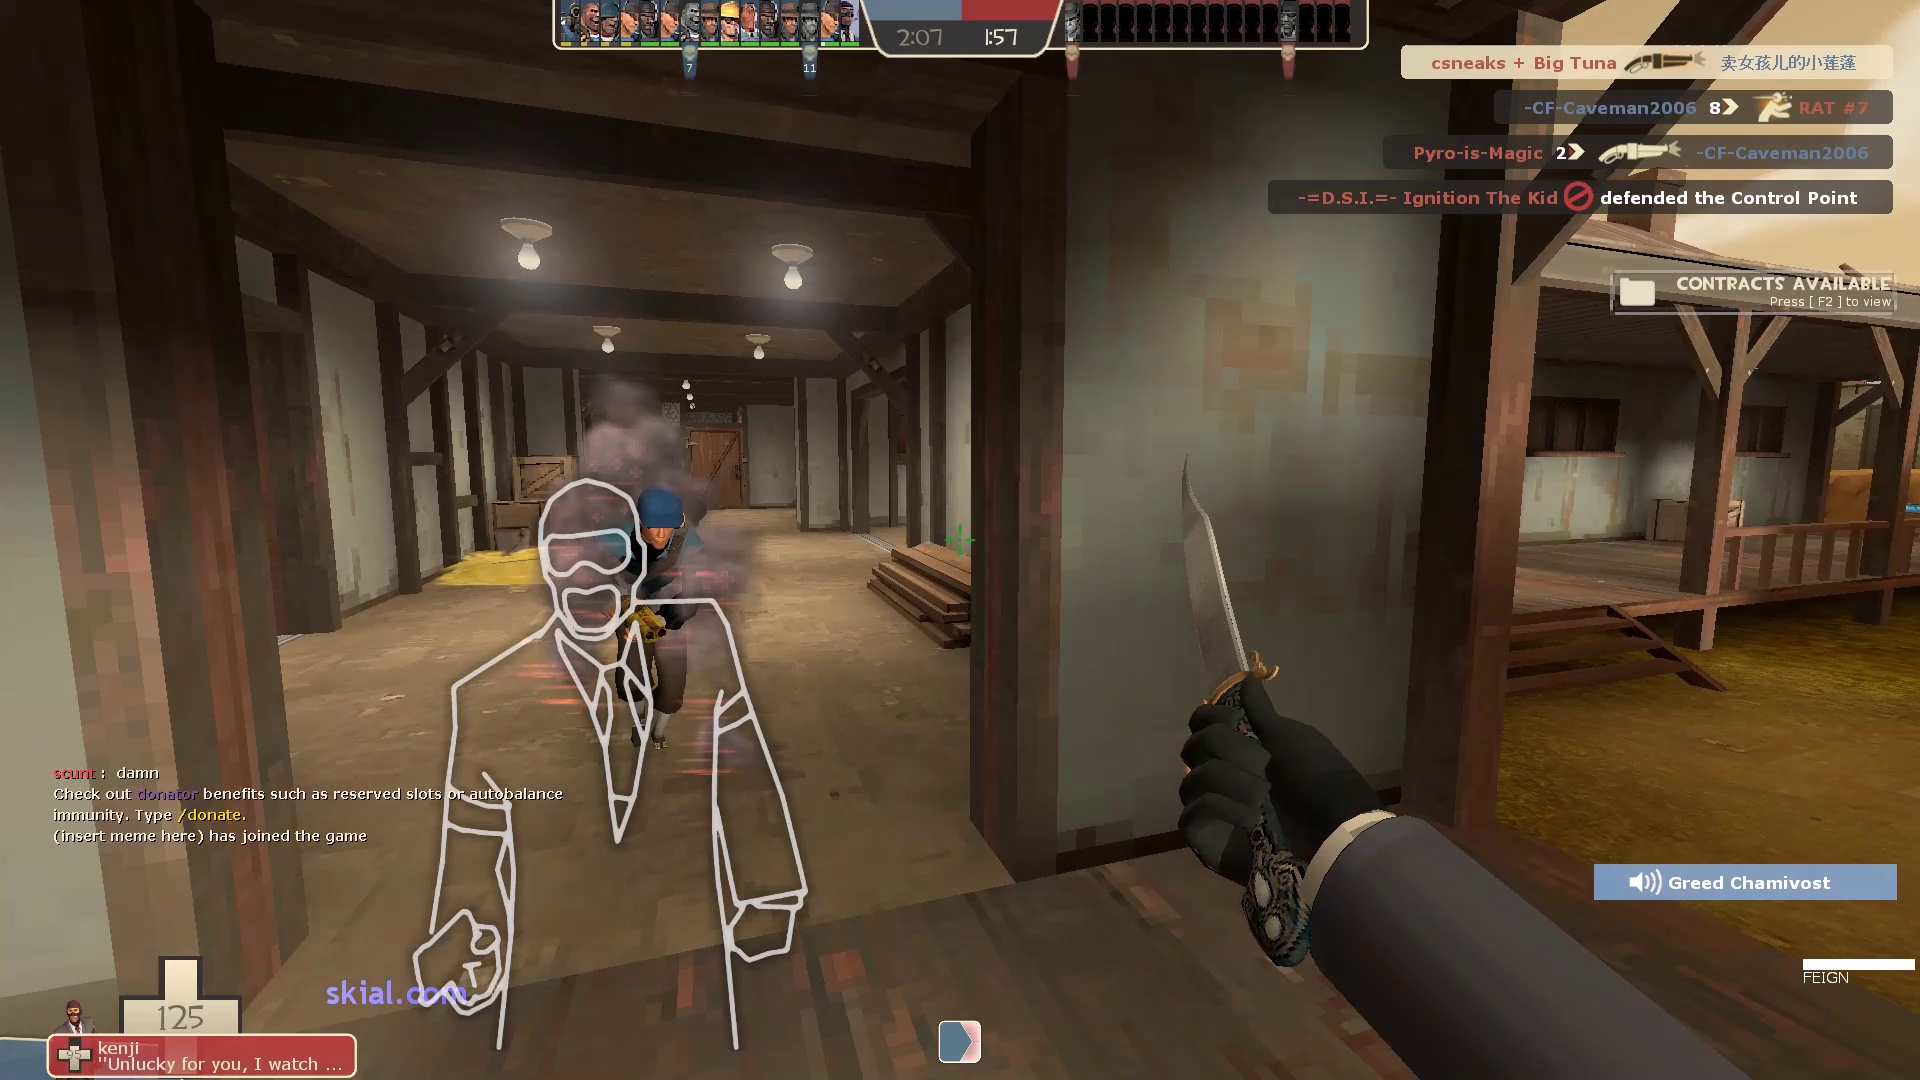 2:07
1:57
7
11
csneaks + Big Tuna 卖女孩儿的小莲蓬
-CF-Caveman2006 8 RAT #7
Pyro-is-Magic 2 -CF-Caveman2006
-=D.S.I.=- Ignition The Kid defended the Control Point
CONTRACTS AVAILABLE
Press [ F2 ] to view
scunt : damn
Check out donator benefits such as reserved slots or autobalance
immunity. Type /donate.
(insert meme here) has joined the game
Greed Chamivost
FEIGN
skial.com
125
95
kenji
"Unlucky for you, I watch ...